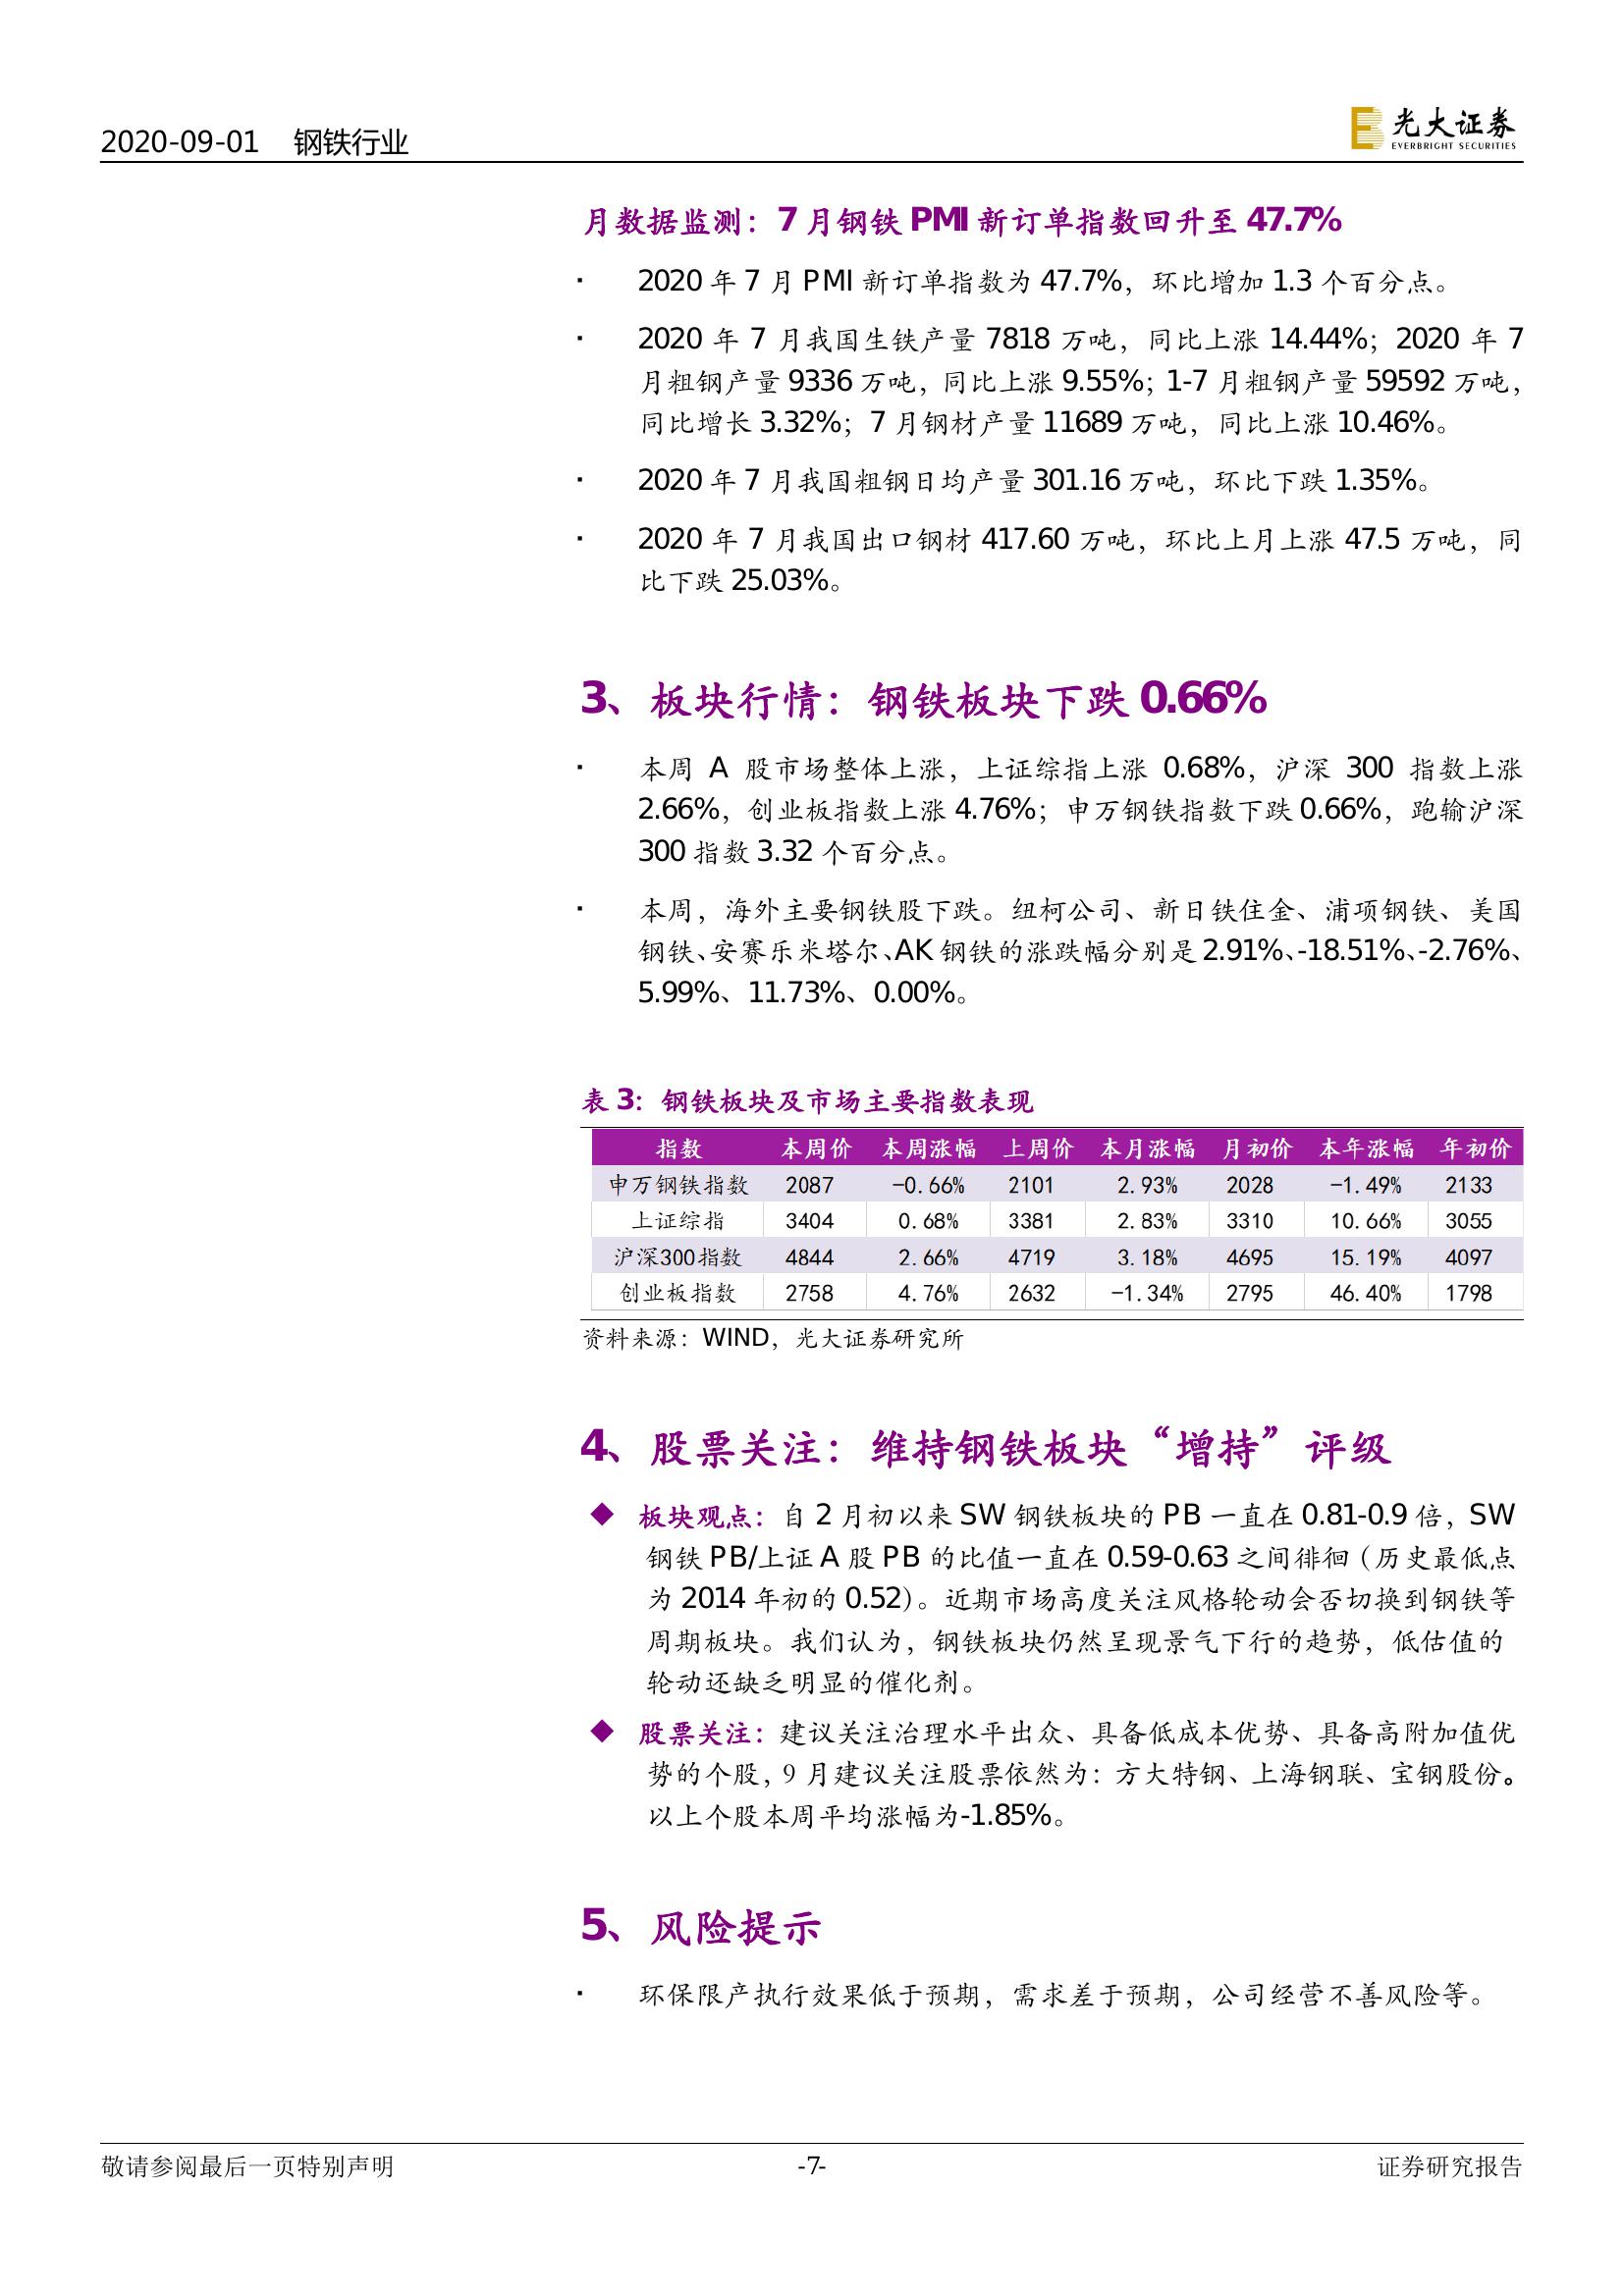 2020-09-01 钢铁行业
光大证券
EVERBRIGHT SECURITIES
月数据监测：7 月钢铁 PMI 新订单指数回升至 47.7%
▪ 2020 年 7 月 PMI 新订单指数为 47.7%，环比增加 1.3 个百分点。
▪ 2020 年 7 月我国生铁产量 7818 万吨，同比上涨 14.44%；2020 年 7
月粗钢产量 9336 万吨，同比上涨 9.55%；1-7 月粗钢产量 59592 万吨，
同比增长 3.32%；7 月钢材产量 11689 万吨，同比上涨 10.46%。
▪ 2020 年 7 月我国粗钢日均产量 301.16 万吨，环比下跌 1.35%。
▪ 2020 年 7 月我国出口钢材 417.60 万吨，环比上月上涨 47.5 万吨，同
比下跌 25.03%。
3、板块行情：钢铁板块下跌 0.66%
▪ 本周 A 股市场整体上涨，上证综指上涨 0.68%，沪深 300 指数上涨
2.66%，创业板指数上涨 4.76%；申万钢铁指数下跌 0.66%，跑输沪深
300 指数 3.32 个百分点。
▪ 本周，海外主要钢铁股下跌。纽柯公司、新日铁住金、浦项钢铁、美国
钢铁、安赛乐米塔尔、AK 钢铁的涨跌幅分别是 2.91%、-18.51%、-2.76%、
5.99%、11.73%、0.00%。
表 3：钢铁板块及市场主要指数表现
指数 本周价 本周涨幅 上周价 本月涨幅 月初价 本年涨幅 年初价
申万钢铁指数 2087 -0.66% 2101 2.93% 2028 -1.49% 2133
上证综指 3404 0.68% 3381 2.83% 3310 10.66% 3055
沪深300指数 4844 2.66% 4719 3.18% 4695 15.19% 4097
创业板指数 2758 4.76% 2632 -1.34% 2795 46.40% 1798
资料来源：WIND，光大证券研究所
4、股票关注：维持钢铁板块“增持”评级
◆ 板块观点：自 2 月初以来 SW 钢铁板块的 PB 一直在 0.81-0.9 倍，SW
钢铁 PB/上证 A 股 PB 的比值一直在 0.59-0.63 之间徘徊（历史最低点
为 2014 年初的 0.52）。近期市场高度关注风格轮动会否切换到钢铁等
周期板块。我们认为，钢铁板块仍然呈现景气下行的趋势，低估值的
轮动还缺乏明显的催化剂。
◆ 股票关注：建议关注治理水平出众、具备低成本优势、具备高附加值优
势的个股，9 月建议关注股票依然为：方大特钢、上海钢联、宝钢股份。
以上个股本周平均涨幅为-1.85%。
5、风险提示
▪ 环保限产执行效果低于预期，需求差于预期，公司经营不善风险等。
敬请参阅最后一页特别声明 -7- 证券研究报告